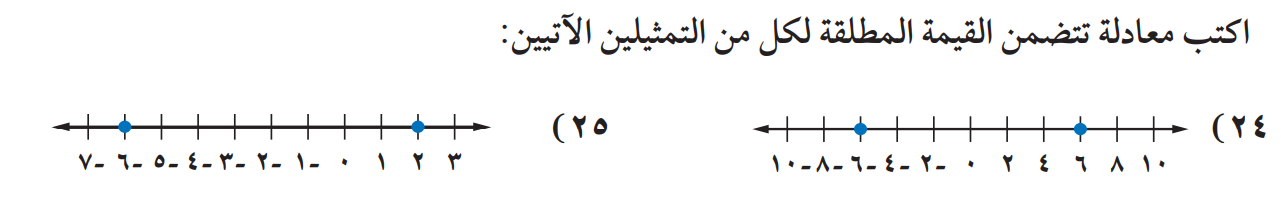 اكتب معادلة تتضمن القيمة المطلقة لكل من التمثيلين الآتيين:
٢٤)
-١٠ -٨ -٦ -٤ -٢ ٠ ٢ ٤ ٦ ٨ ١٠
٢٥)
-٧ -٦ -٥ -٤ -٣ -٢ -١ ٠ ١ ٢ ٣